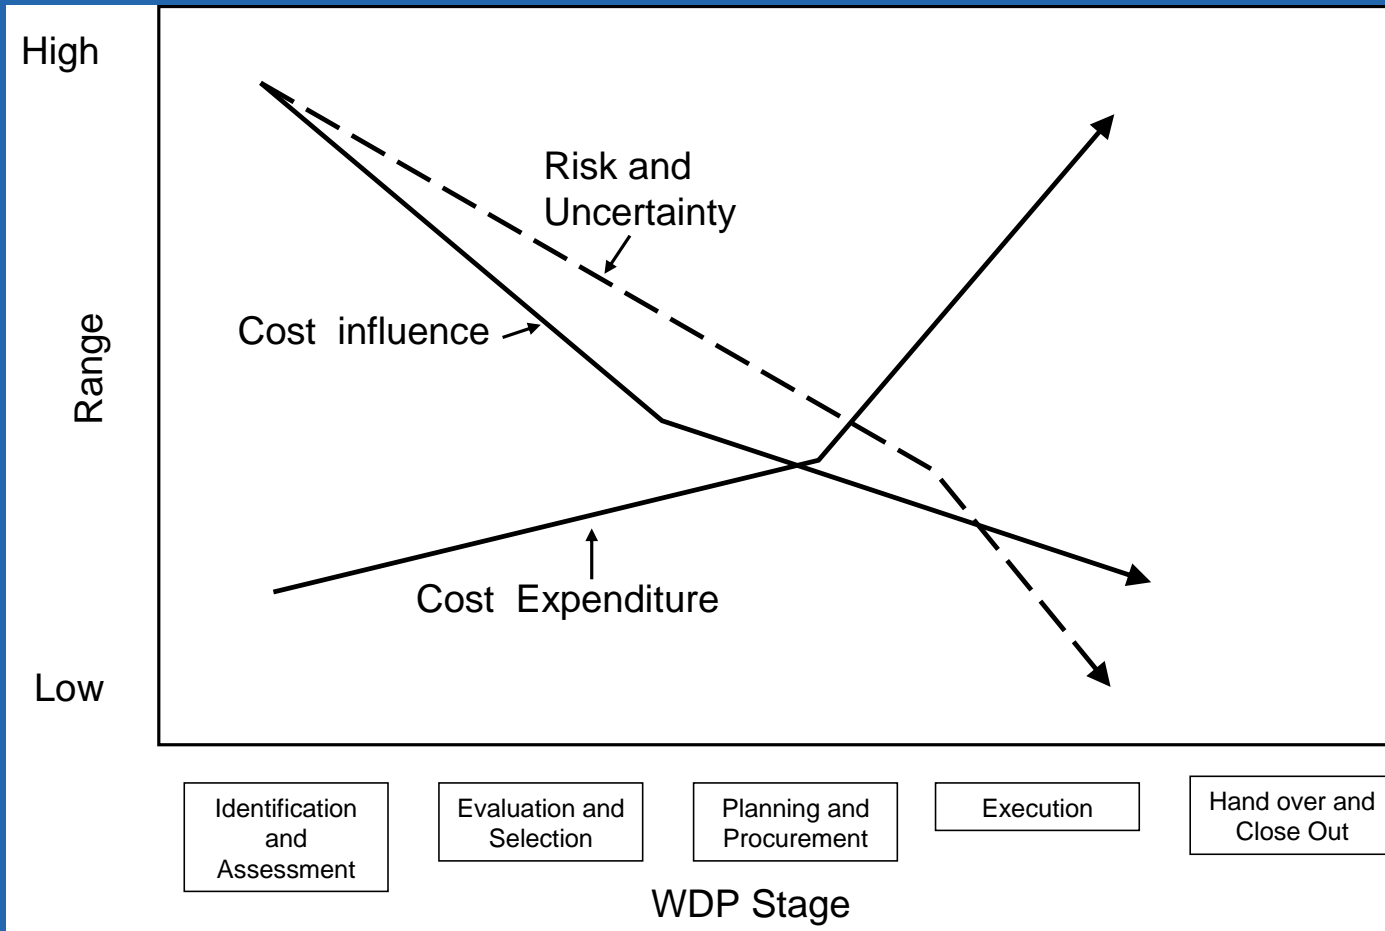 High
Risk and
Uncertainty
Cost influence
Range
Cost Expenditure
Low
Identification
and
Assessment
Evaluation and
Selection
Planning and
Procurement
Execution
Hand over and
Close Out
WDP Stage